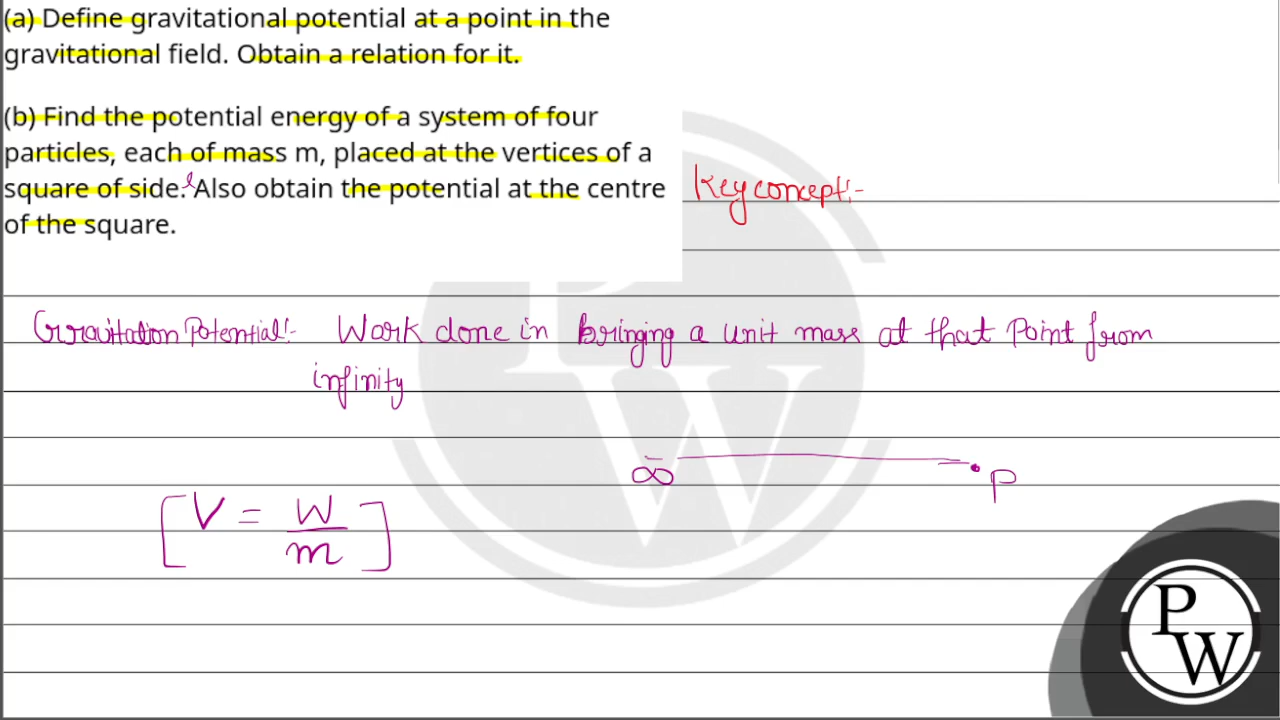 (a) Define gravitational potential at a point in the
gravitational field. Obtain a relation for it.
(b) Find the potential energy of a system of four
particles, each of mass m, placed at the vertices of a
square of side. l Also obtain the potential at the centre
of the square.
Key concept:-
Gravitation Potential:- Work done in bringing a unit mass at that Point from
infinity
∞ P
[V = W/m]
PW